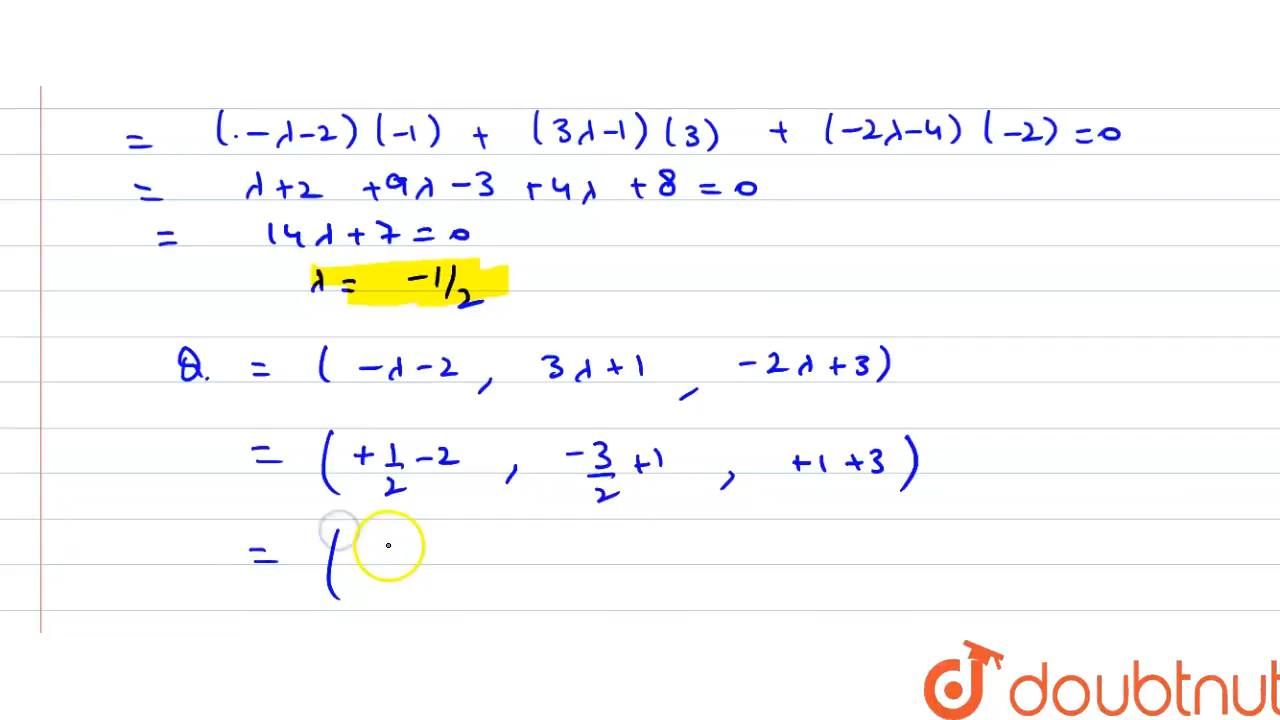 = (.-λ-2)(-1) + (3λ-1)(3) + (-2λ-4)(-2)=0
= λ+2 +9λ-3 +4λ +8=0
= 14λ+7=0
λ= -1/2
Q. = (-λ-2, 3λ+1, -2λ+3)
= (+1/2-2, -3/2+1, +1+3)
= (
doubtnut